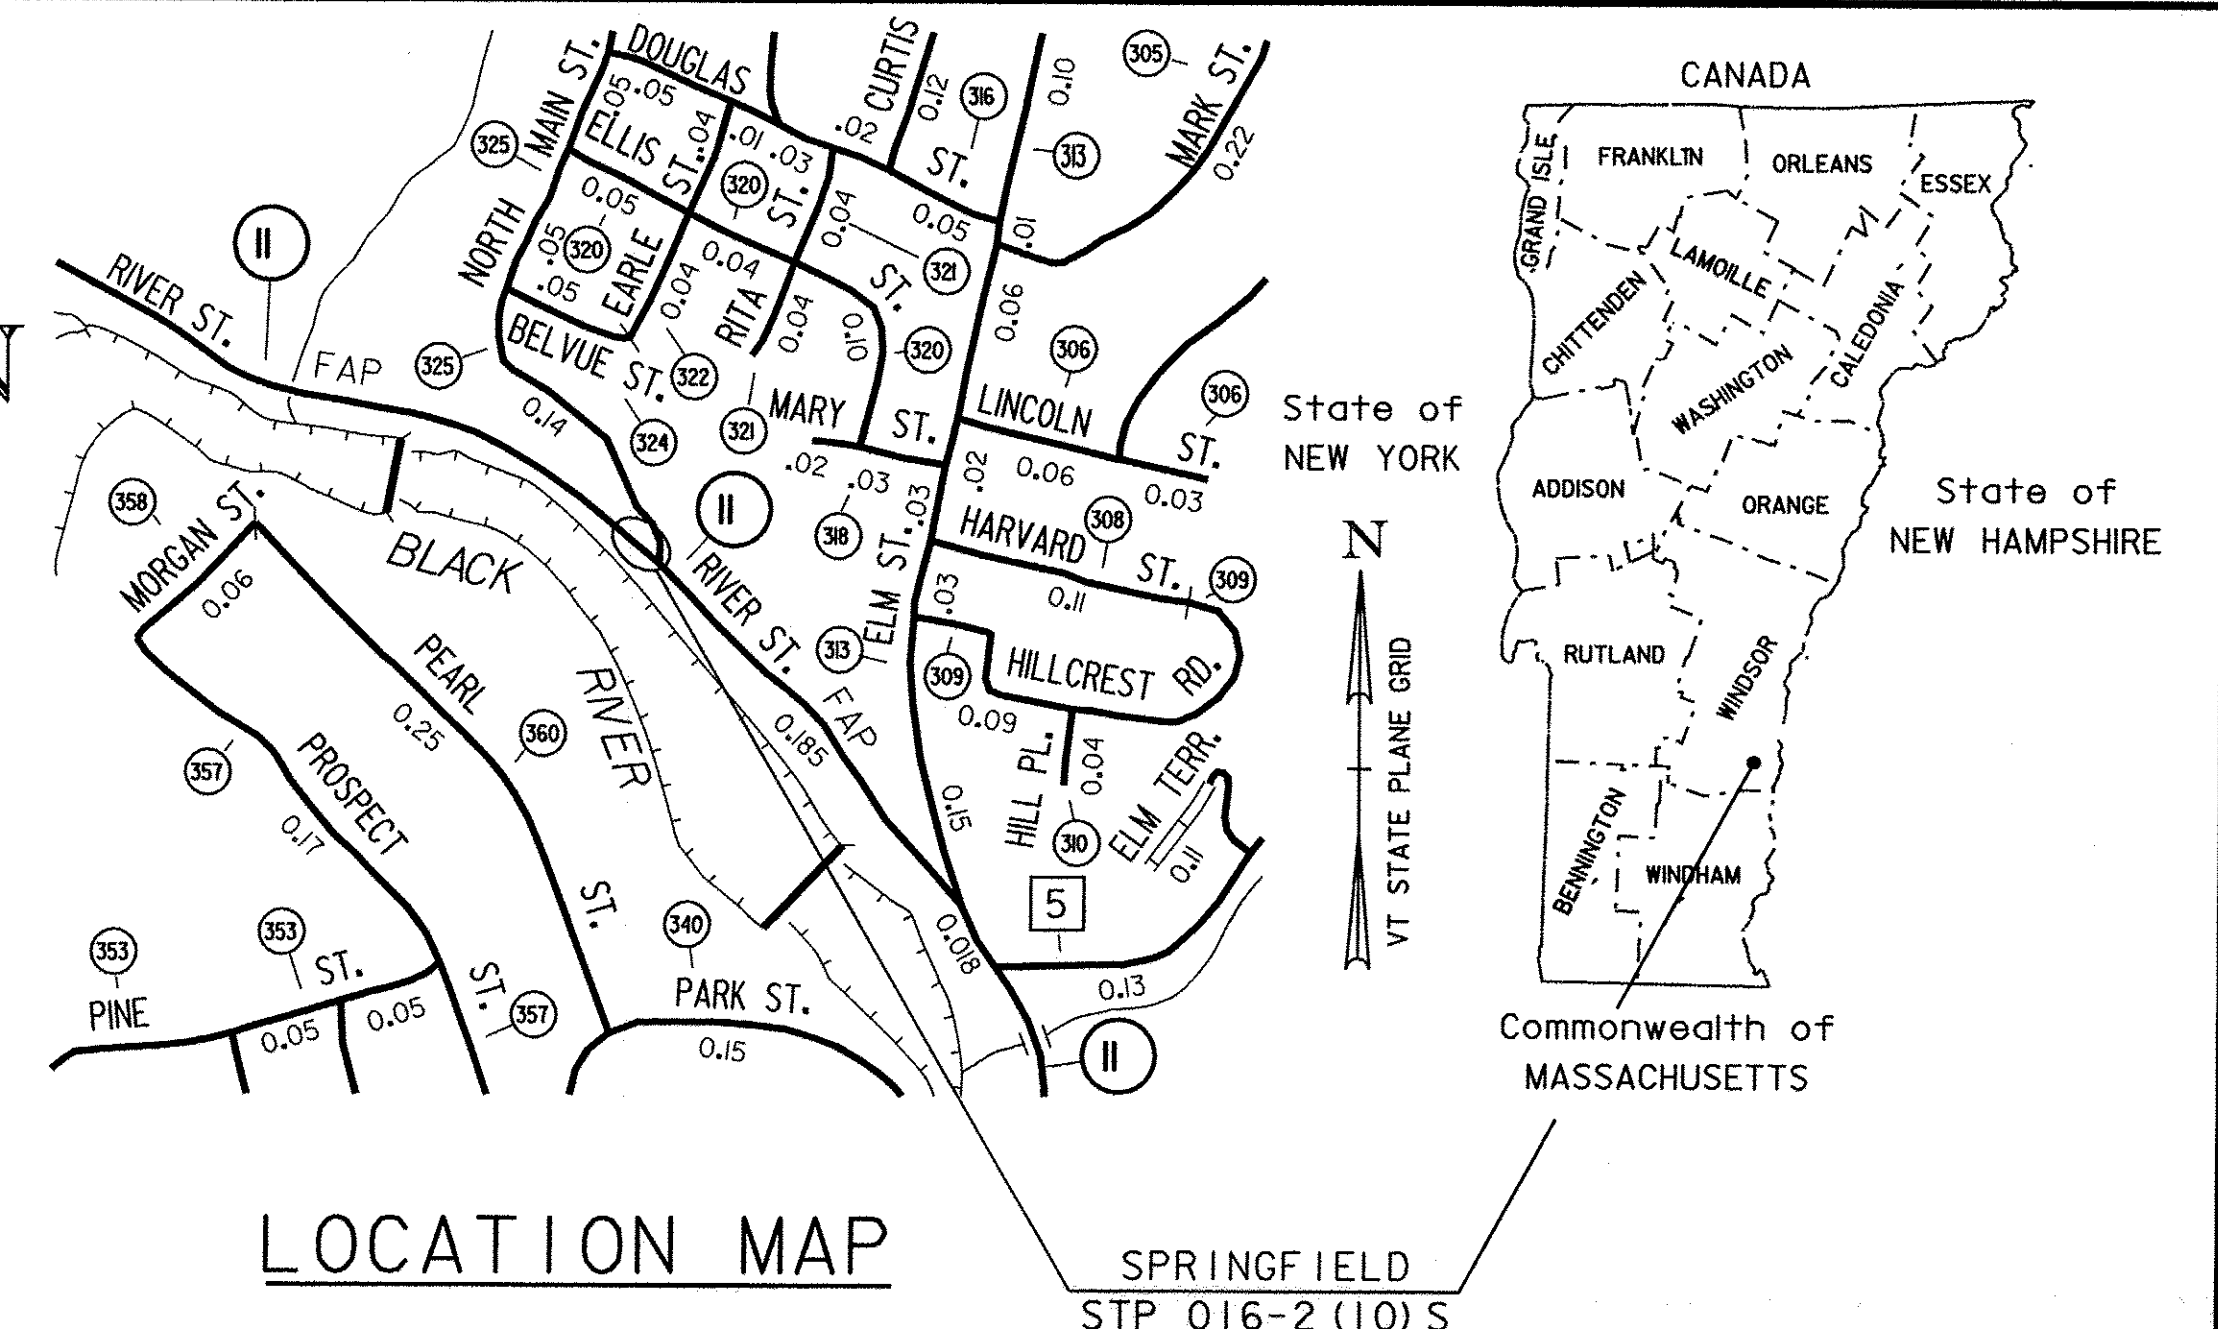 DOUGLAS
ST.
NORTH MAIN ST.
.05
.05
ELLIS ST.
.04
.01
.03
.02
CURTIS
0.12
316
0.10
305
MARK ST.
0.22
313
325
320
0.05
320
.05
.05
EARLE
ST.
0.04
0.04
0.04
0.05
321
.01
RITA
0.04
ST.
0.10
320
0.06
306
11
RIVER ST.
FAP
325
BELVUE ST.
322
324
321
0.14
MARY ST.
.02
.03
318
.03
.02
LINCOLN ST.
0.06
0.03
306
358
MORGAN ST.
0.06
BLACK RIVER
11
RIVER ST.
FAP
0.185
313
ELM ST.
HARVARD ST.
308
0.11
309
.03
309
HILLCREST RD.
0.09
HILL PL.
0.04
310
ELM TERR.
0.11
0.15
5
0.13
0.018
11
PEARL ST.
0.25
360
357
PROSPECT ST.
0.17
357
353
353
PINE ST.
0.05
0.05
340
PARK ST.
0.15
N
VT STATE PLANE GRID
CANADA
GRAND ISLE
FRANKLIN
ORLEANS
ESSEX
LAMOILLE
CHITTENDEN
WASHINGTON
CALEDONIA
ADDISON
ORANGE
RUTLAND
WINDSOR
BENNINGTON
WINDHAM
State of
NEW YORK
State of
NEW HAMPSHIRE
Commonwealth of
MASSACHUSETTS
LOCATION MAP
SPRINGFIELD
STP 016-2(10)S